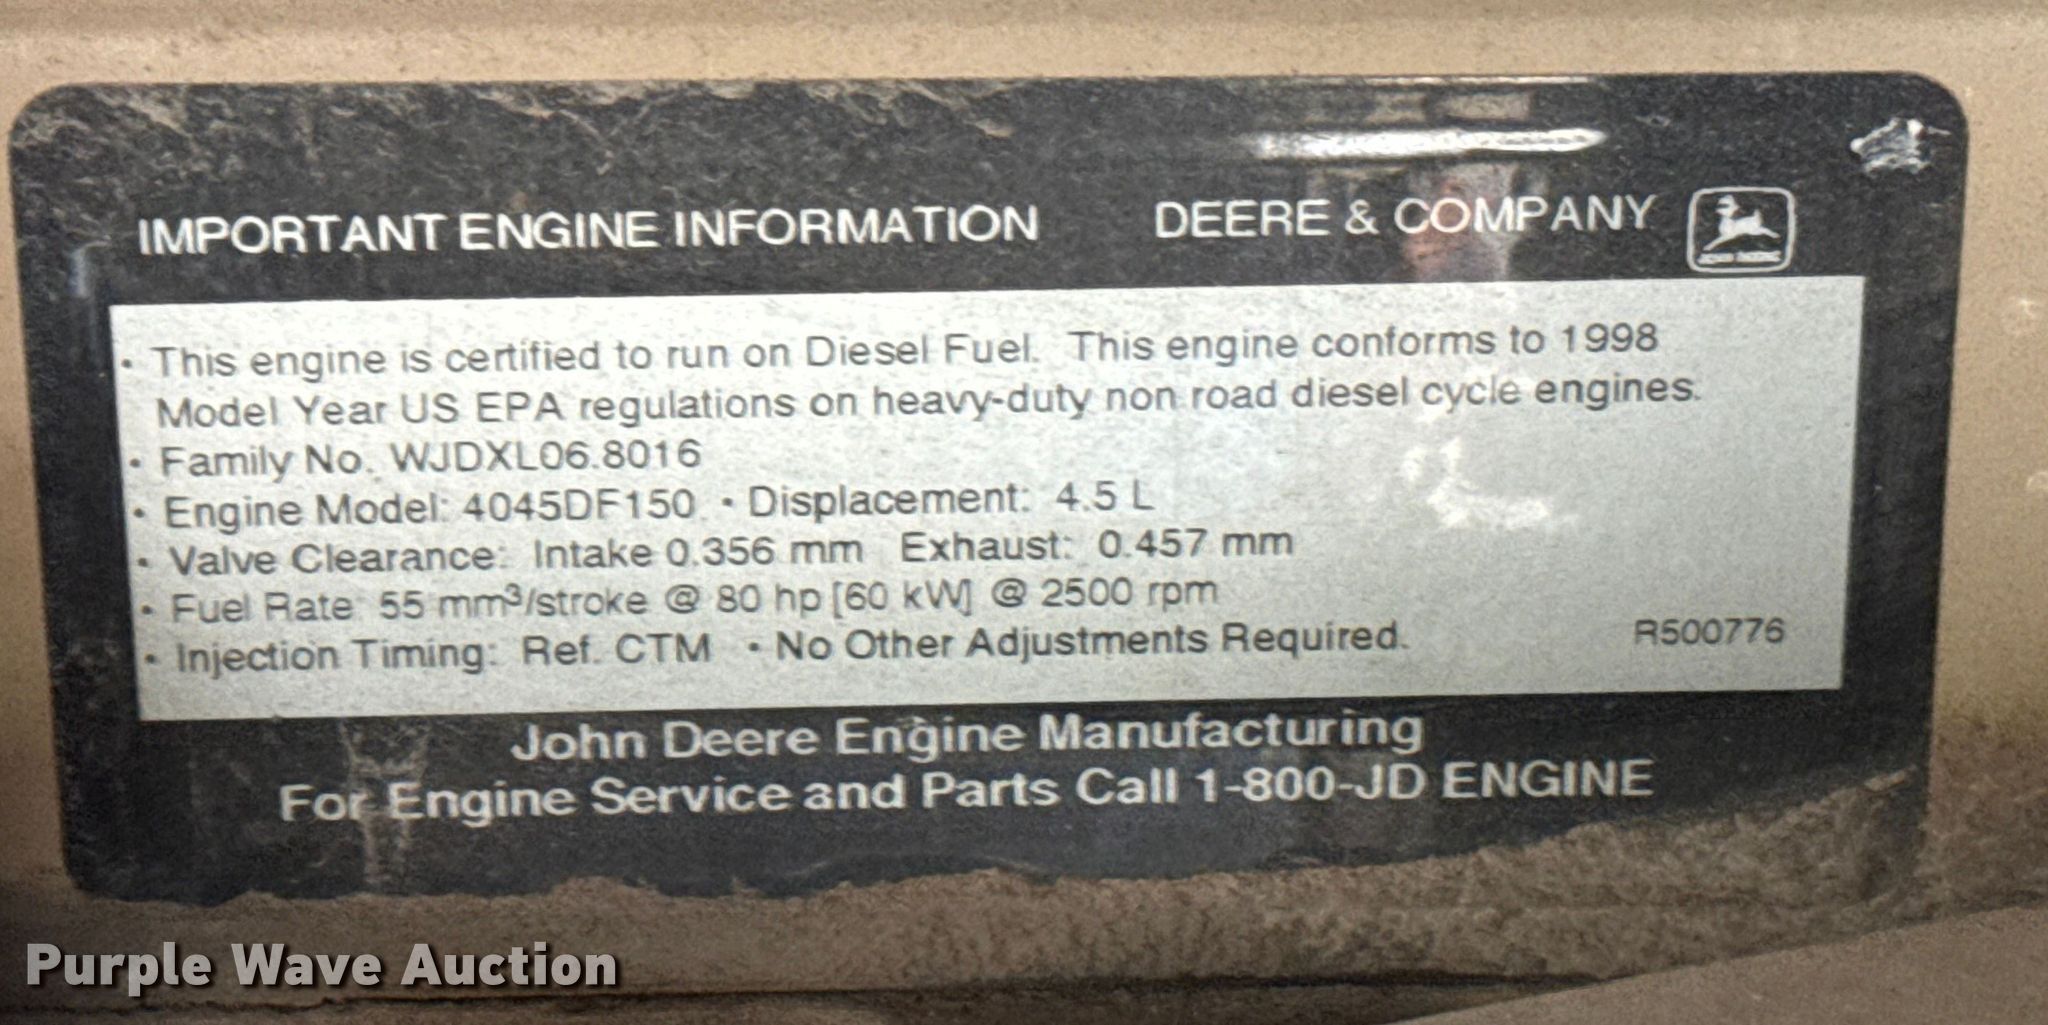 IMPORTANT ENGINE INFORMATION DEERE & COMPANY
JOHN DEERE
• This engine is certified to run on Diesel Fuel. This engine conforms to 1998
Model Year US EPA regulations on heavy-duty non road diesel cycle engines.
• Family No. WJDXL06.8016
• Engine Model: 4045DF150 • Displacement: 4.5 L
• Valve Clearance: Intake 0.356 mm Exhaust: 0.457 mm
• Fuel Rate 55 mm³/stroke @ 80 hp [60 kW] @ 2500 rpm
• Injection Timing: Ref. CTM • No Other Adjustments Required. R500776
John Deere Engine Manufacturing
For Engine Service and Parts Call 1-800-JD ENGINE
Purple Wave Auction